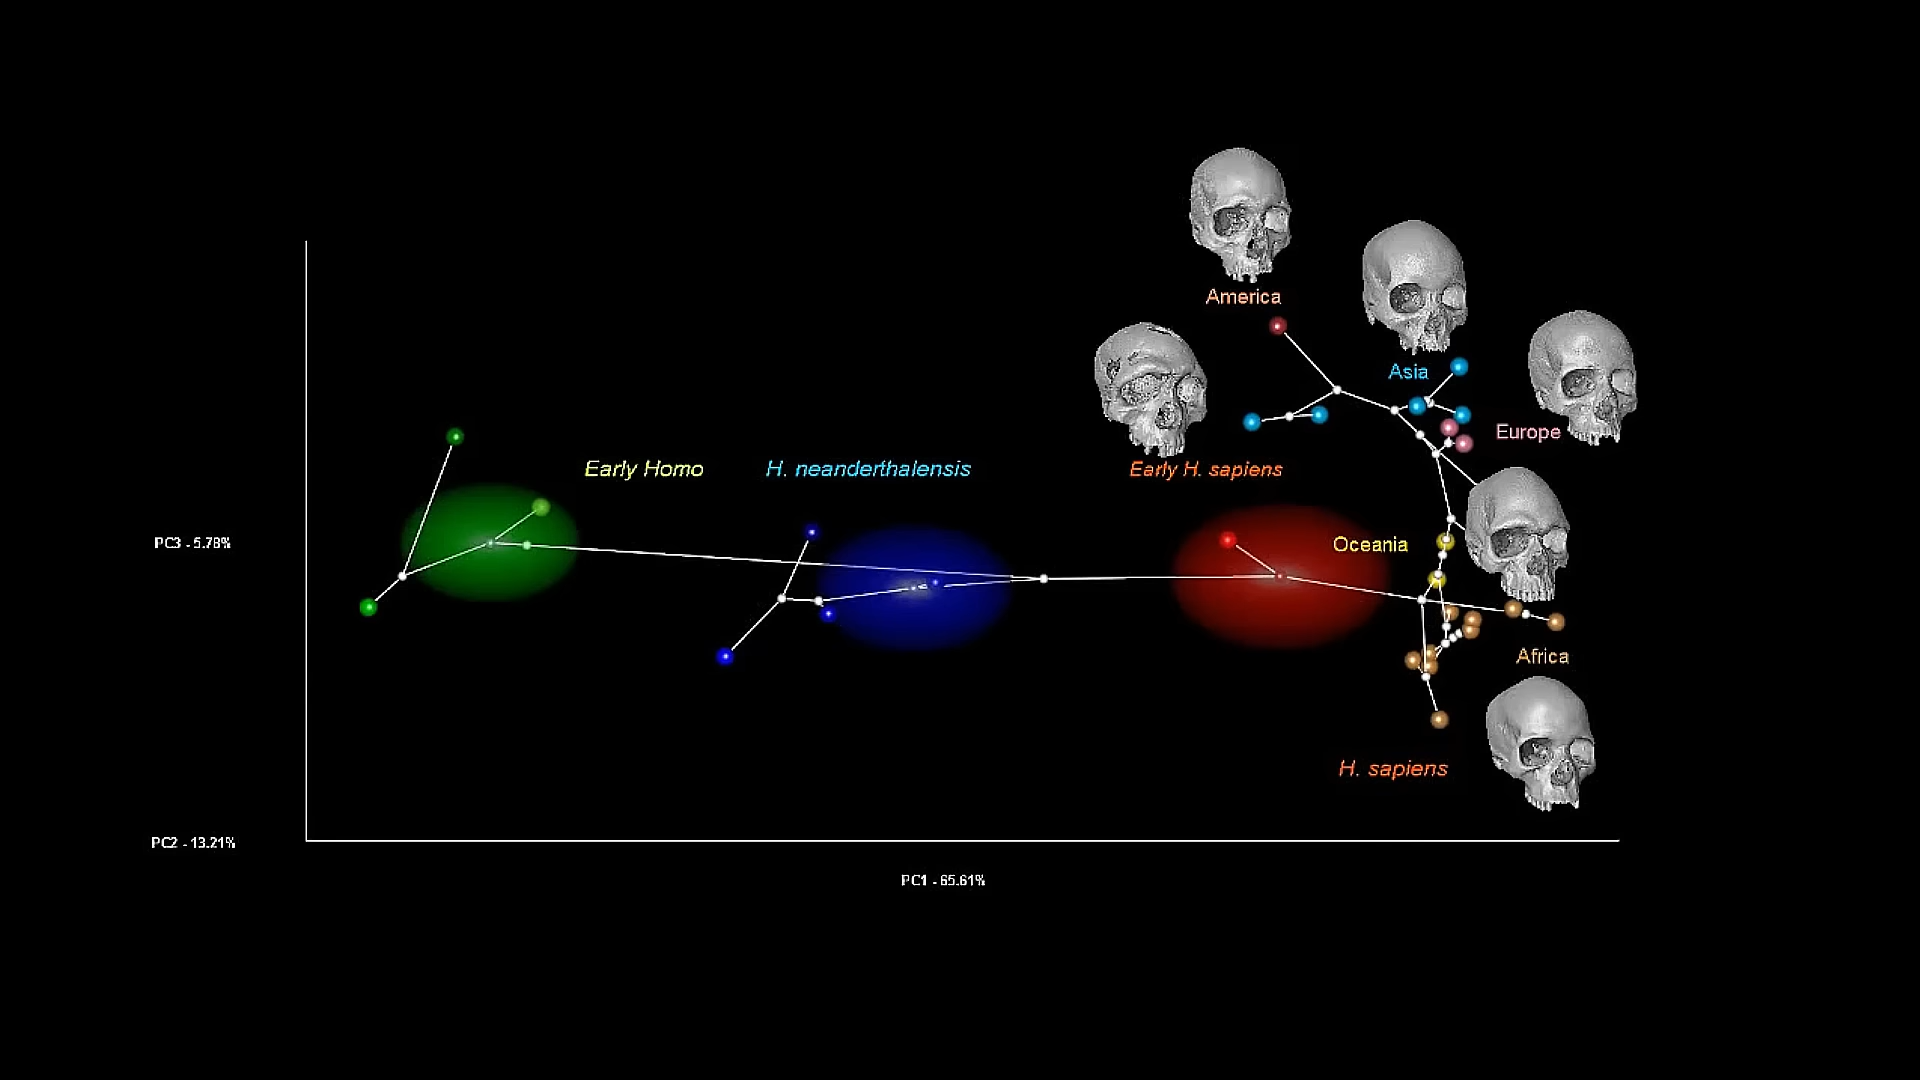 America
Asia
Europe
Early Homo
H. neanderthalensis
Early H. sapiens
PC3 - 5.78%
Oceania
Africa
H. sapiens
PC2 - 13.21%
PC1 - 65.61%